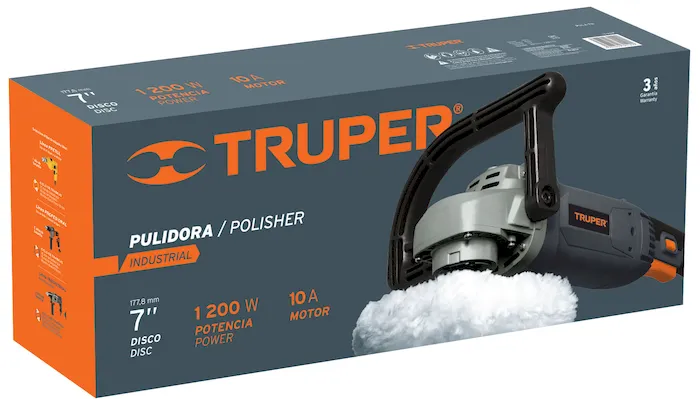 TRUPER
177,8 mm
7''
DISCO
DISC
1 200 W
POTENCIA
POWER
10 A
MOTOR
3 años
Garantía
Warranty
TRUPER®
PULIDORA / POLISHER
INDUSTRIAL
TRUPER
177,8 mm
7''
DISCO
DISC
1 200 W
POTENCIA
POWER
10 A
MOTOR